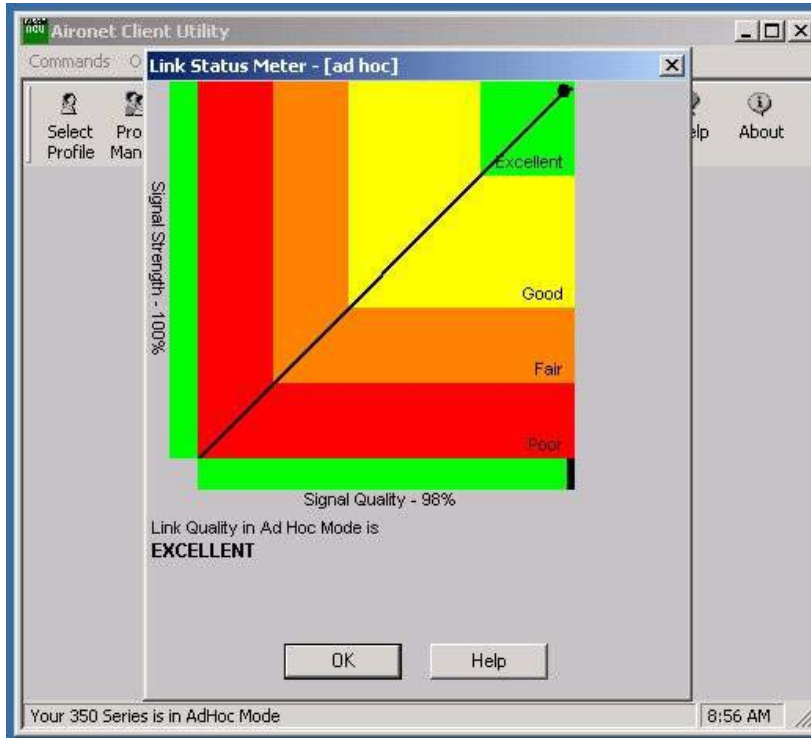 Aironet Client Utility
Commands O
Link Status Meter - [ad hoc]
Select
Profile
Pro
Man
elp
About
Signal Strength - 100%
Excellent
Good
Fair
Poor
Signal Quality - 98%
Link Quality in Ad Hoc Mode is
EXCELLENT
OK
Help
Your 350 Series is in AdHoc Mode
8:56 AM